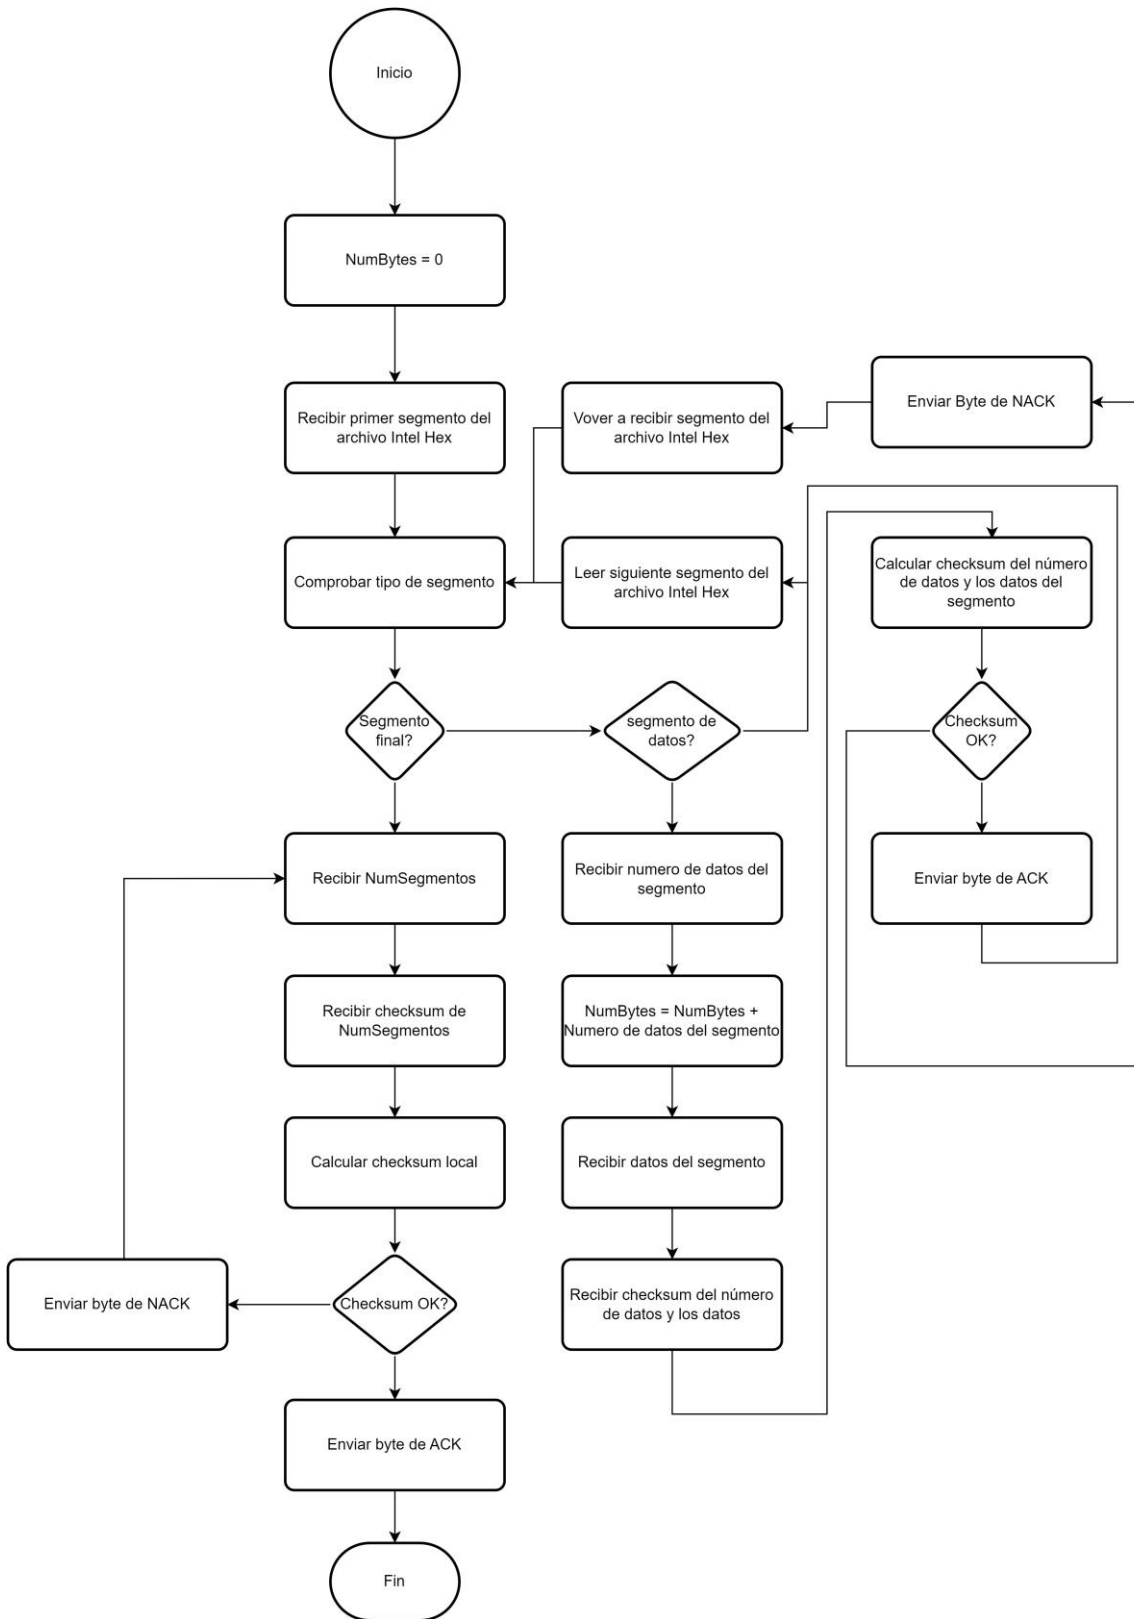 Inicio
NumBytes = 0
Recibir primer segmento del
archivo Intel Hex
Vover a recibir segmento del
archivo Intel Hex
Enviar Byte de NACK
Comprobar tipo de segmento
Leer siguiente segmento del
archivo Intel Hex
Calcular checksum del número
de datos y los datos del
segmento
Segmento
final?
segmento de
datos?
Checksum
OK?
Recibir NumSegmentos
Recibir numero de datos del
segmento
Enviar byte de ACK
Recibir checksum de
NumSegmentos
NumBytes = NumBytes +
Numero de datos del segmento
Calcular checksum local
Recibir datos del segmento
Enviar byte de NACK
Checksum OK?
Recibir checksum del número
de datos y los datos
Enviar byte de ACK
Fin